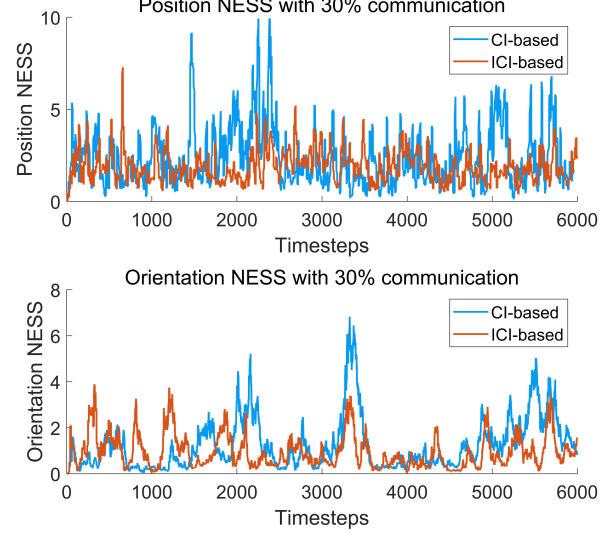 Position NESS with 30% communication
10
5
0
Position NESS
CI-based
ICI-based
0 1000 2000 3000 4000 5000 6000
Timesteps
Orientation NESS with 30% communication
8
6
4
2
0
Orientation NESS
CI-based
ICI-based
0 1000 2000 3000 4000 5000 6000
Timesteps